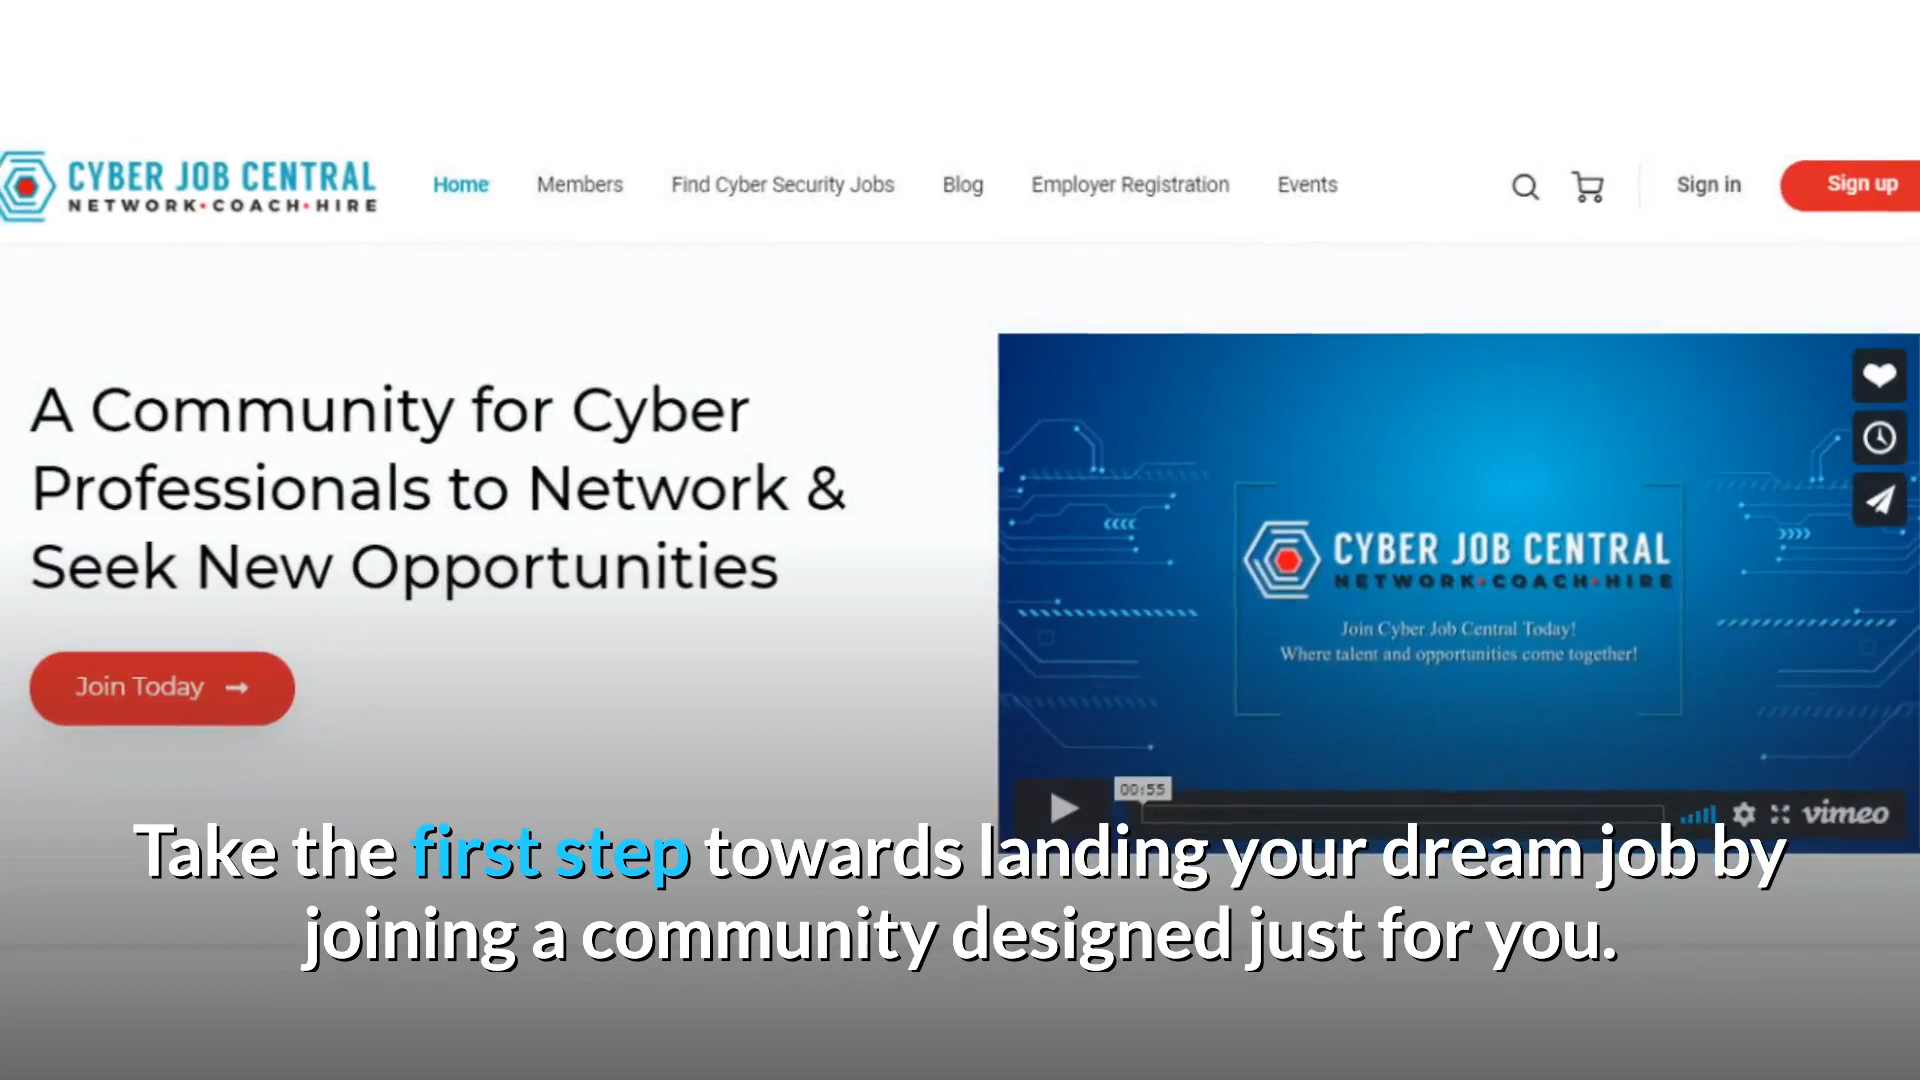 CYBER JOB CENTRAL
NETWORK•COACH•HIRE
Home Members Find Cyber Security Jobs Blog Employer Registration Events Sign in Sign up
A Community for Cyber
Professionals to Network &
Seek New Opportunities
Join Today
CYBER JOB CENTRAL
NETWORK•COACH•HIRE
Join Cyber Job Central Today!
Where talent and opportunities come together!
00:55
vimeo
Take the first step towards landing your dream job by
joining a community designed just for you.